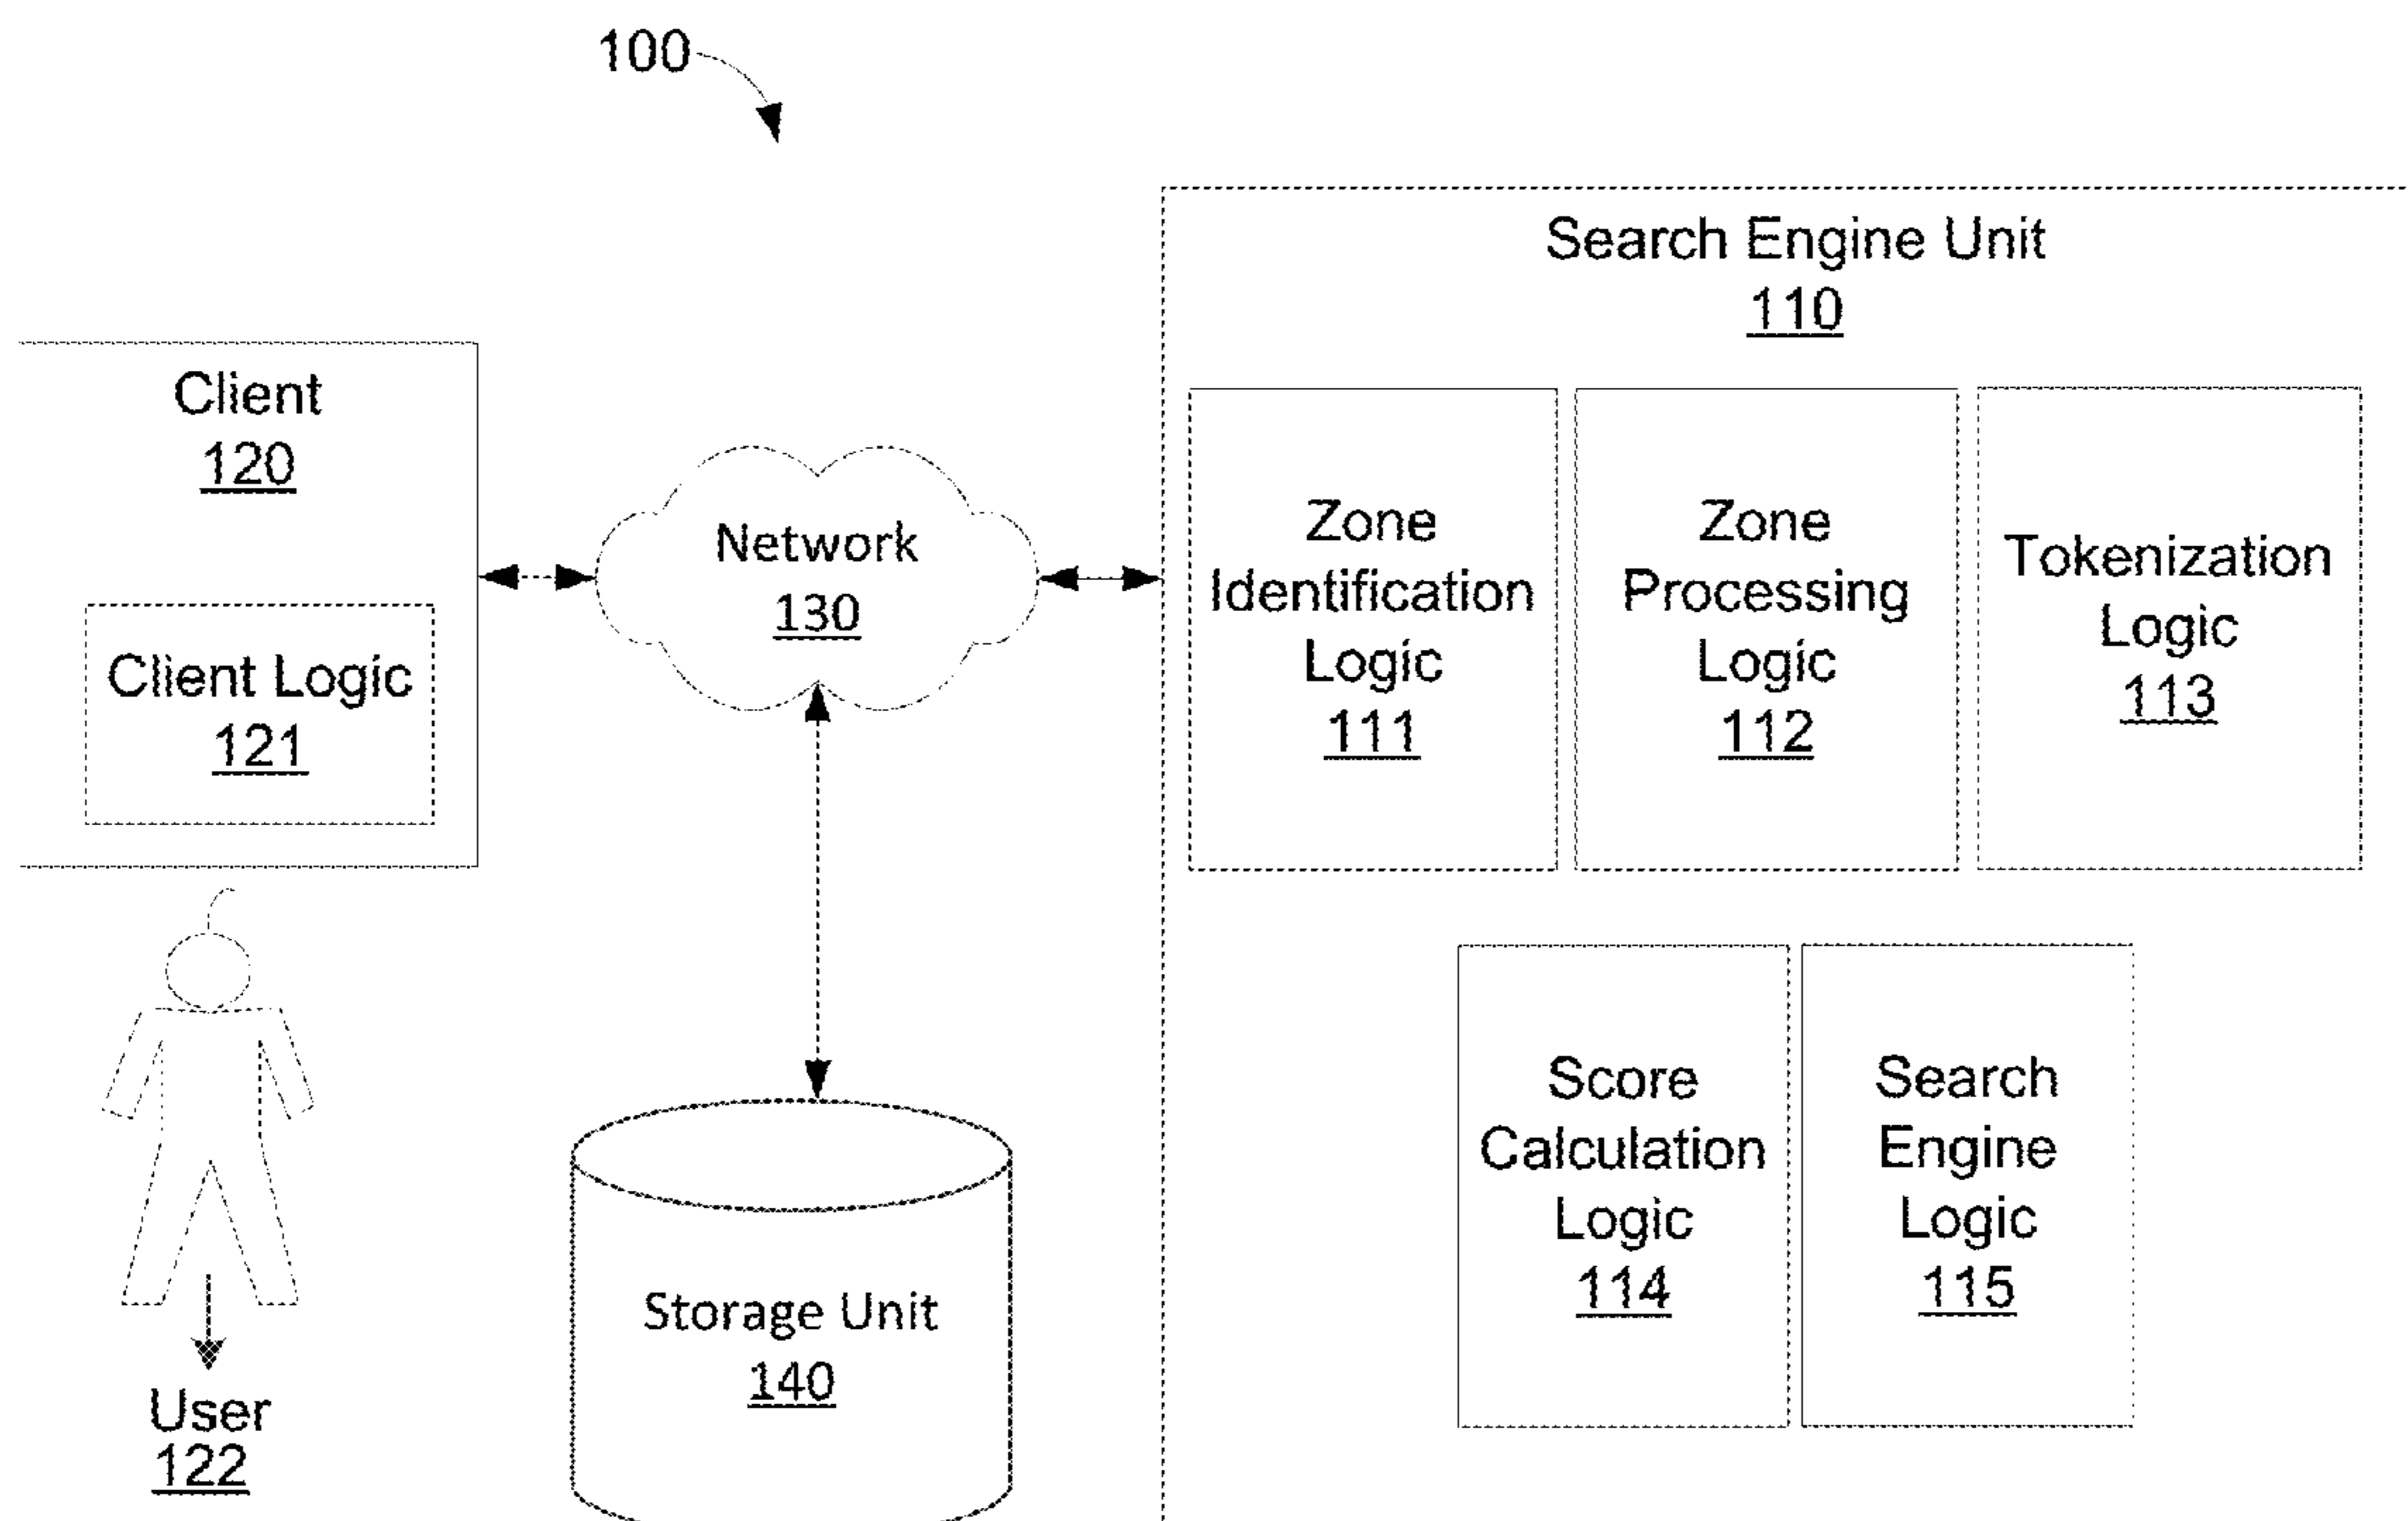 100
Search Engine Unit
110
Client
120
Client Logic
121
Network
130
Zone
Identification
Logic
111
Zone
Processing
Logic
112
Tokenization
Logic
113
Score
Calculation
Logic
114
Search
Engine
Logic
115
Storage Unit
140
User
122